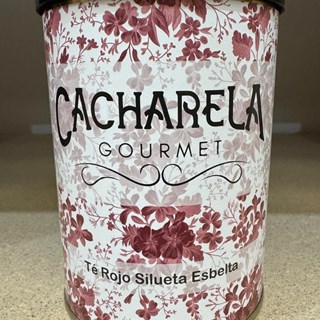 CACHARELA
GOURMET
Té Rojo Silueta Esbelta